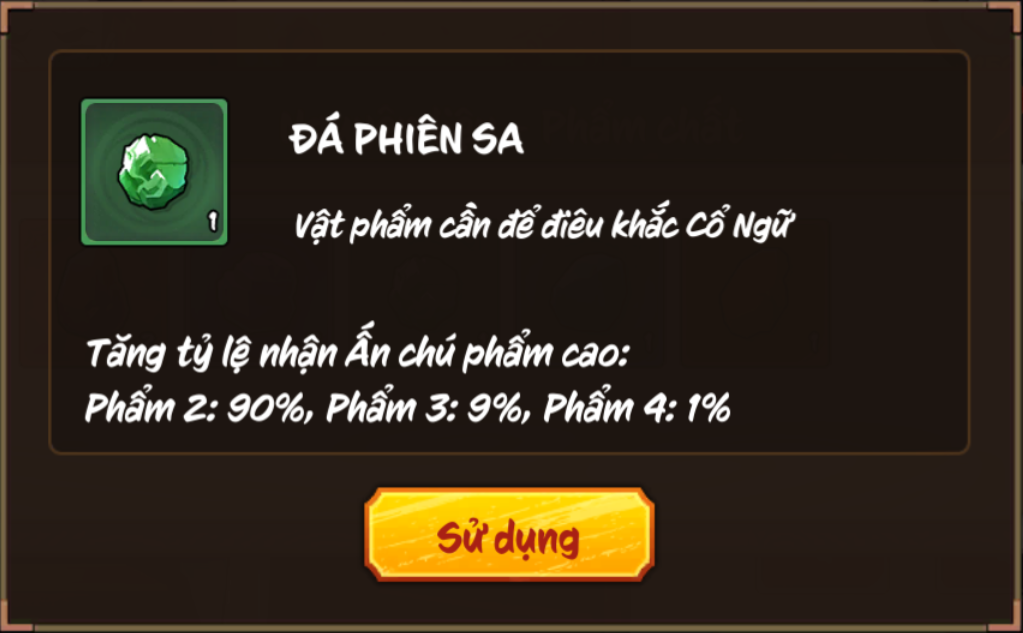 ĐÁ PHIÊN SA
Vật phẩm cần để điêu khắc Cổ Ngữ
1
Tăng tỷ lệ nhận Ấn chú phẩm cao:
Phẩm 2: 90%, Phẩm 3: 9%, Phẩm 4: 1%
Sử dụng